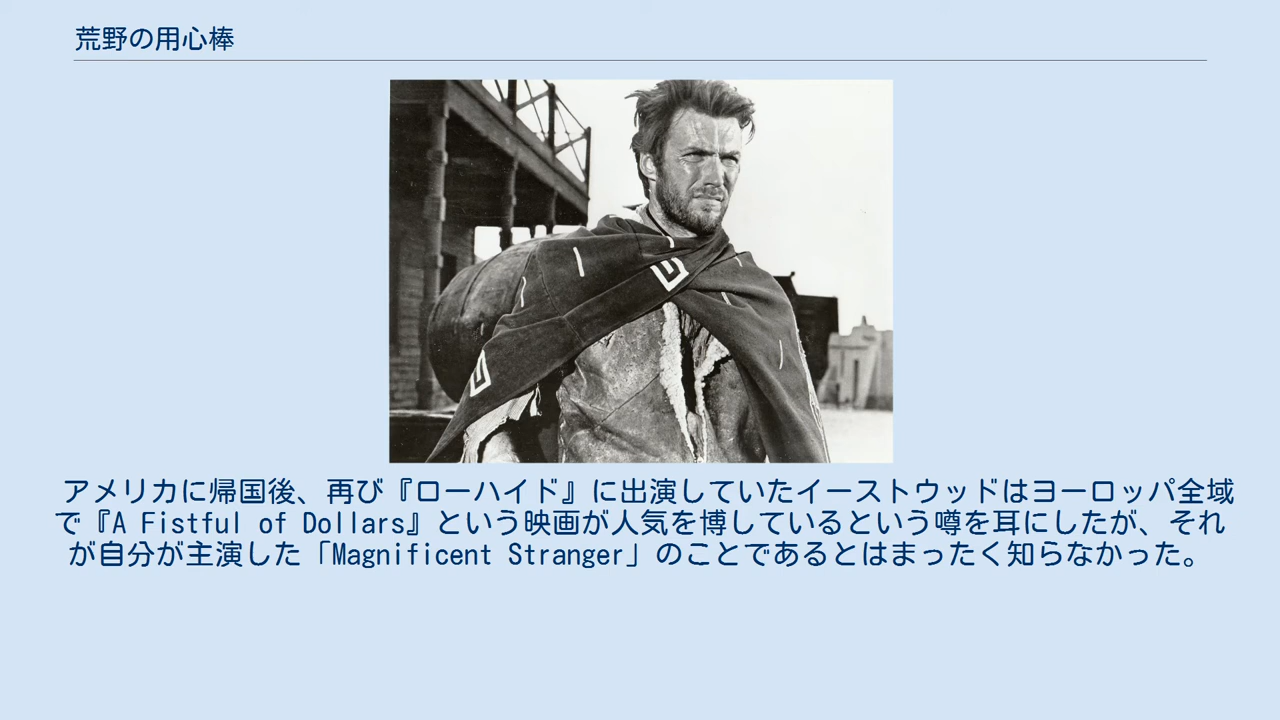 荒野の用心棒
アメリカに帰国後、再び『ローハイド』に出演していたイーストウッドはヨーロッパ全域
で『A Fistful of Dollars』という映画が人気を博しているという噂を耳にしたが、それ
が自分が主演した「Magnificent Stranger」のことであるとはまったく知らなかった。